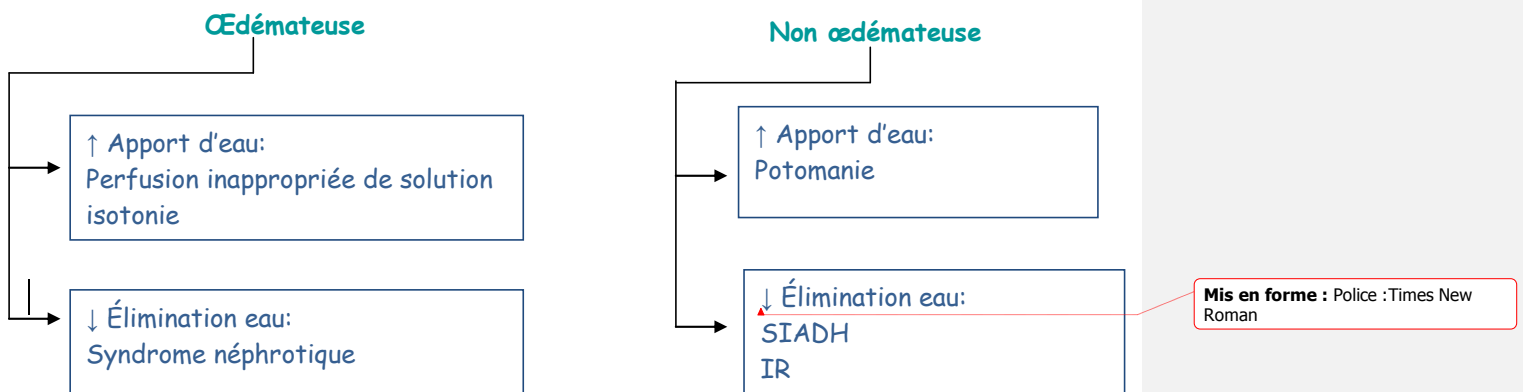 Œdémateuse
↑ Apport d'eau:
Perfusion inappropriée de solution
isotonie
↓ Élimination eau:
Syndrome néphrotique
Non œdémateuse
↑ Apport d'eau:
Potomanie
↓ Élimination eau:
SIADH
IR
Mis en forme : Police :Times New
Roman